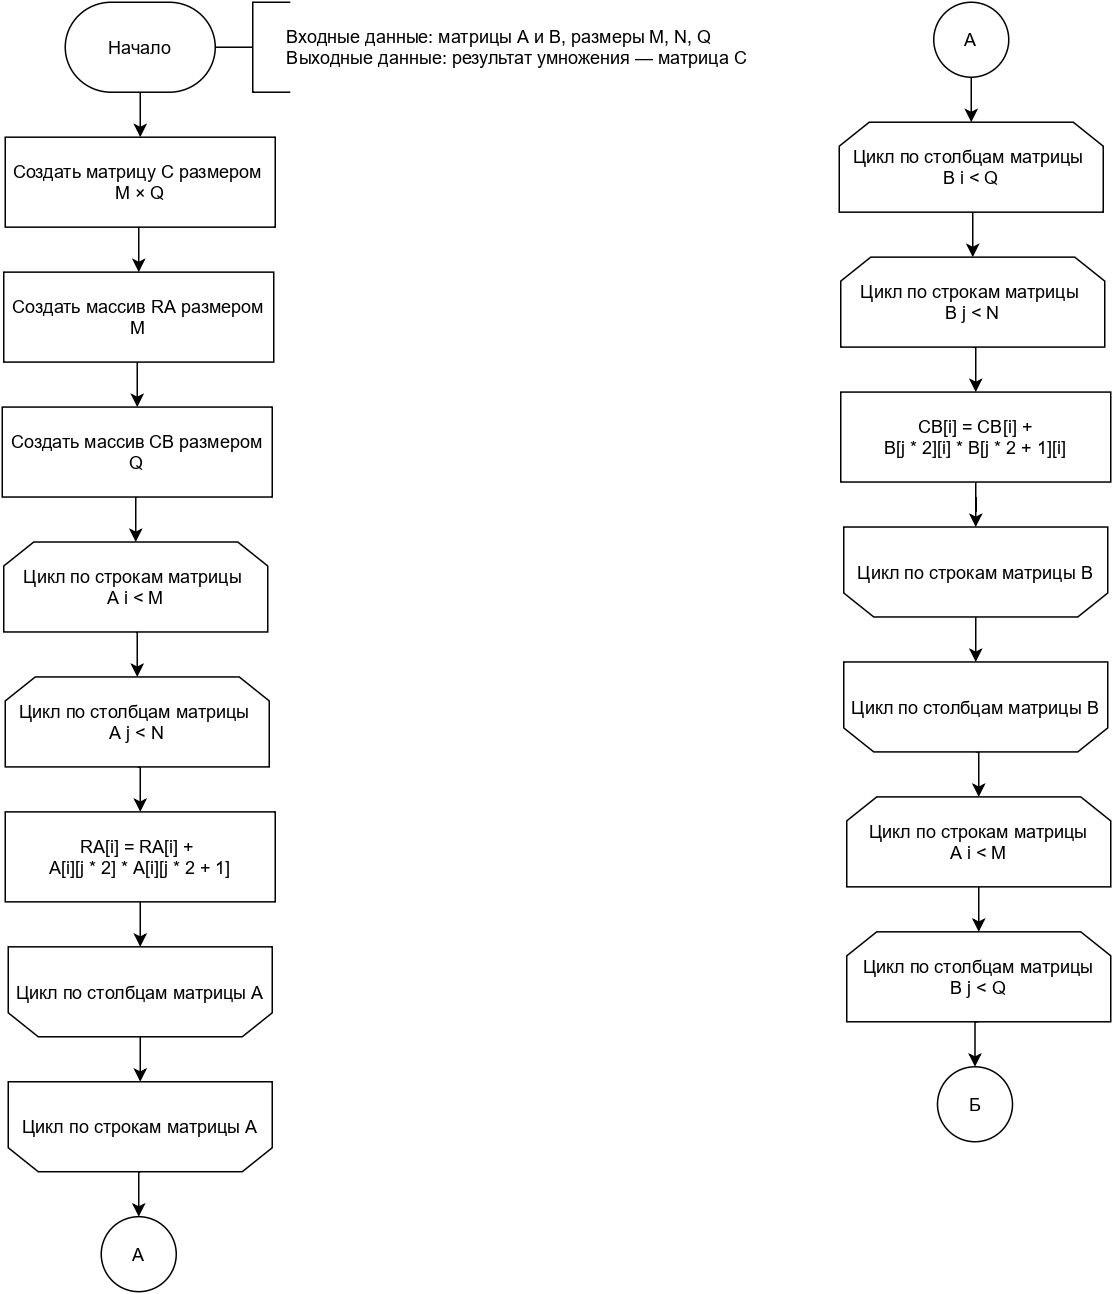 Начало
Входные данные: матрицы A и B, размеры M, N, Q
Выходные данные: результат умножения — матрица C
Создать матрицу C размером
M × Q
Создать массив RA размером
M
Создать массив CB размером
Q
Цикл по строкам матрицы
A i < M
Цикл по столбцам матрицы
A j < N
RA[i] = RA[i] +
A[i][j * 2] * A[i][j * 2 + 1]
Цикл по столбцам матрицы A
Цикл по строкам матрицы A
А
А
Цикл по столбцам матрицы
B i < Q
Цикл по строкам матрицы
B j < N
CB[i] = CB[i] +
B[j * 2][i] * B[j * 2 + 1][i]
Цикл по строкам матрицы B
Цикл по столбцам матрицы B
Цикл по строкам матрицы
A i < M
Цикл по столбцам матрицы
B j < Q
Б